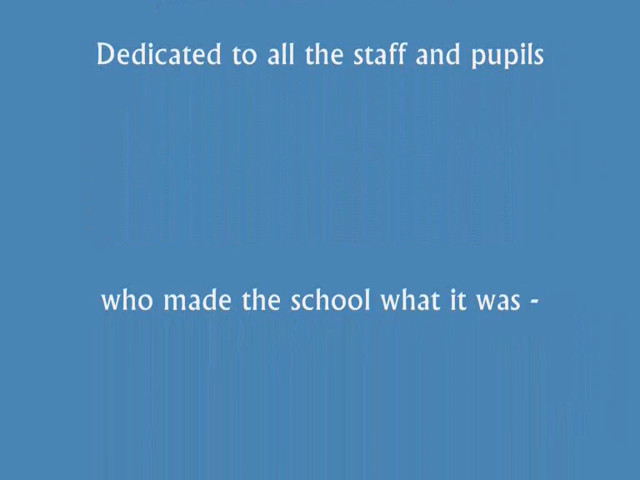 Dedicated to all the staff and pupils
who made the school what it was -